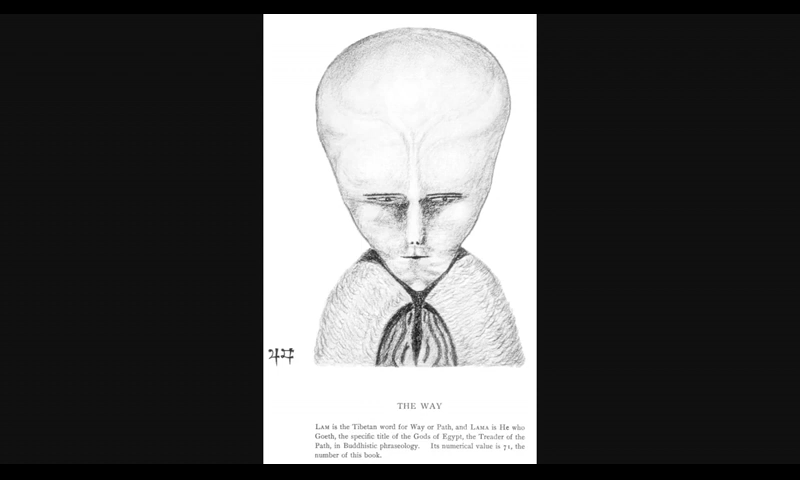 THE WAY
LAM is the Tibetan word for Way or Path, and LAMA is He who
Goeth, the specific title of the Gods of Egypt, the Treader of the
Path, in Buddhistic phraseology. Its numerical value is 71, the
number of this book.